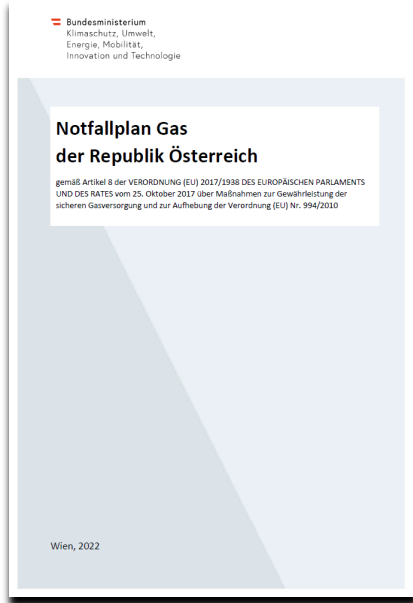 Bundesministerium
Klimaschutz, Umwelt,
Energie, Mobilität,
Innovation und Technologie
Notfallplan Gas
der Republik Österreich
gemäß Artikel 8 der VERORDNUNG (EU) 2017/1938 DES EUROPÄISCHEN PARLAMENTS
UND DES RATES vom 25. Oktober 2017 über Maßnahmen zur Gewährleistung der
sicheren Gasversorgung und zur Aufhebung der Verordnung (EU) Nr. 994/2010
Wien, 2022